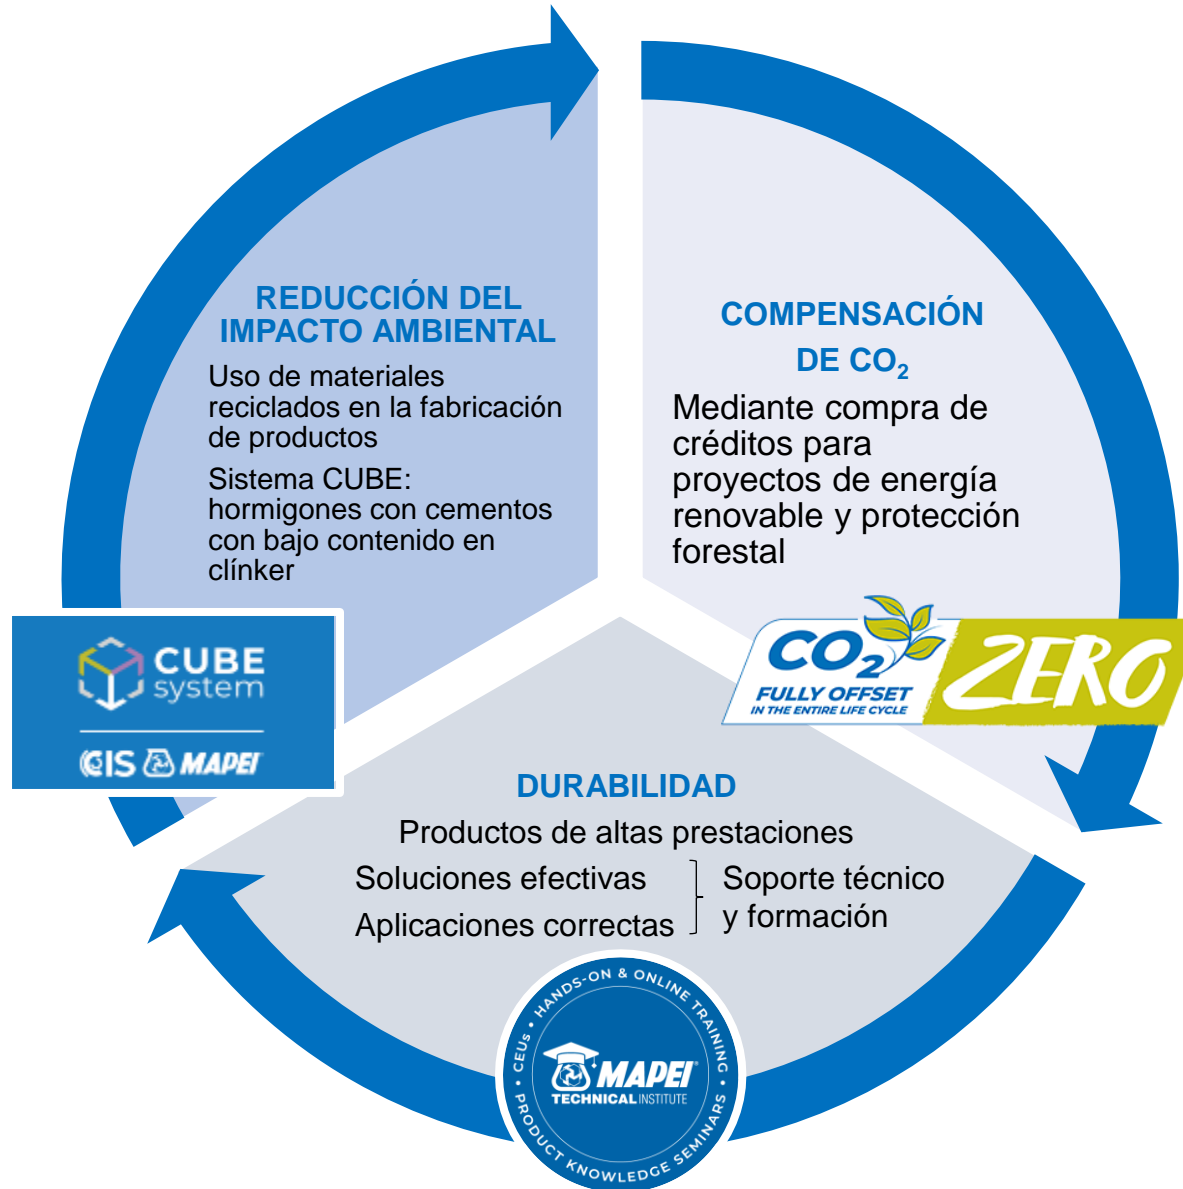 REDUCCIÓN DEL
IMPACTO AMBIENTAL
Uso de materiales
reciclados en la fabricación
de productos
Sistema CUBE:
hormigones con cementos
con bajo contenido en
clínker
CUBE
system
CIS MAPEI
COMPENSACIÓN
DE CO₂
Mediante compra de
créditos para
proyectos de energía
renovable y protección
forestal
CO₂
FULLY OFFSET
IN THE ENTIRE LIFE CYCLE
ZERO
DURABILIDAD
Productos de altas prestaciones
Soluciones efectivas
Aplicaciones correctas
Soporte técnico
y formación
CEUs • HANDS-ON & ONLINE TRAINING •
MAPEI®
TECHNICAL INSTITUTE
• PRODUCT KNOWLEDGE SEMINARS •